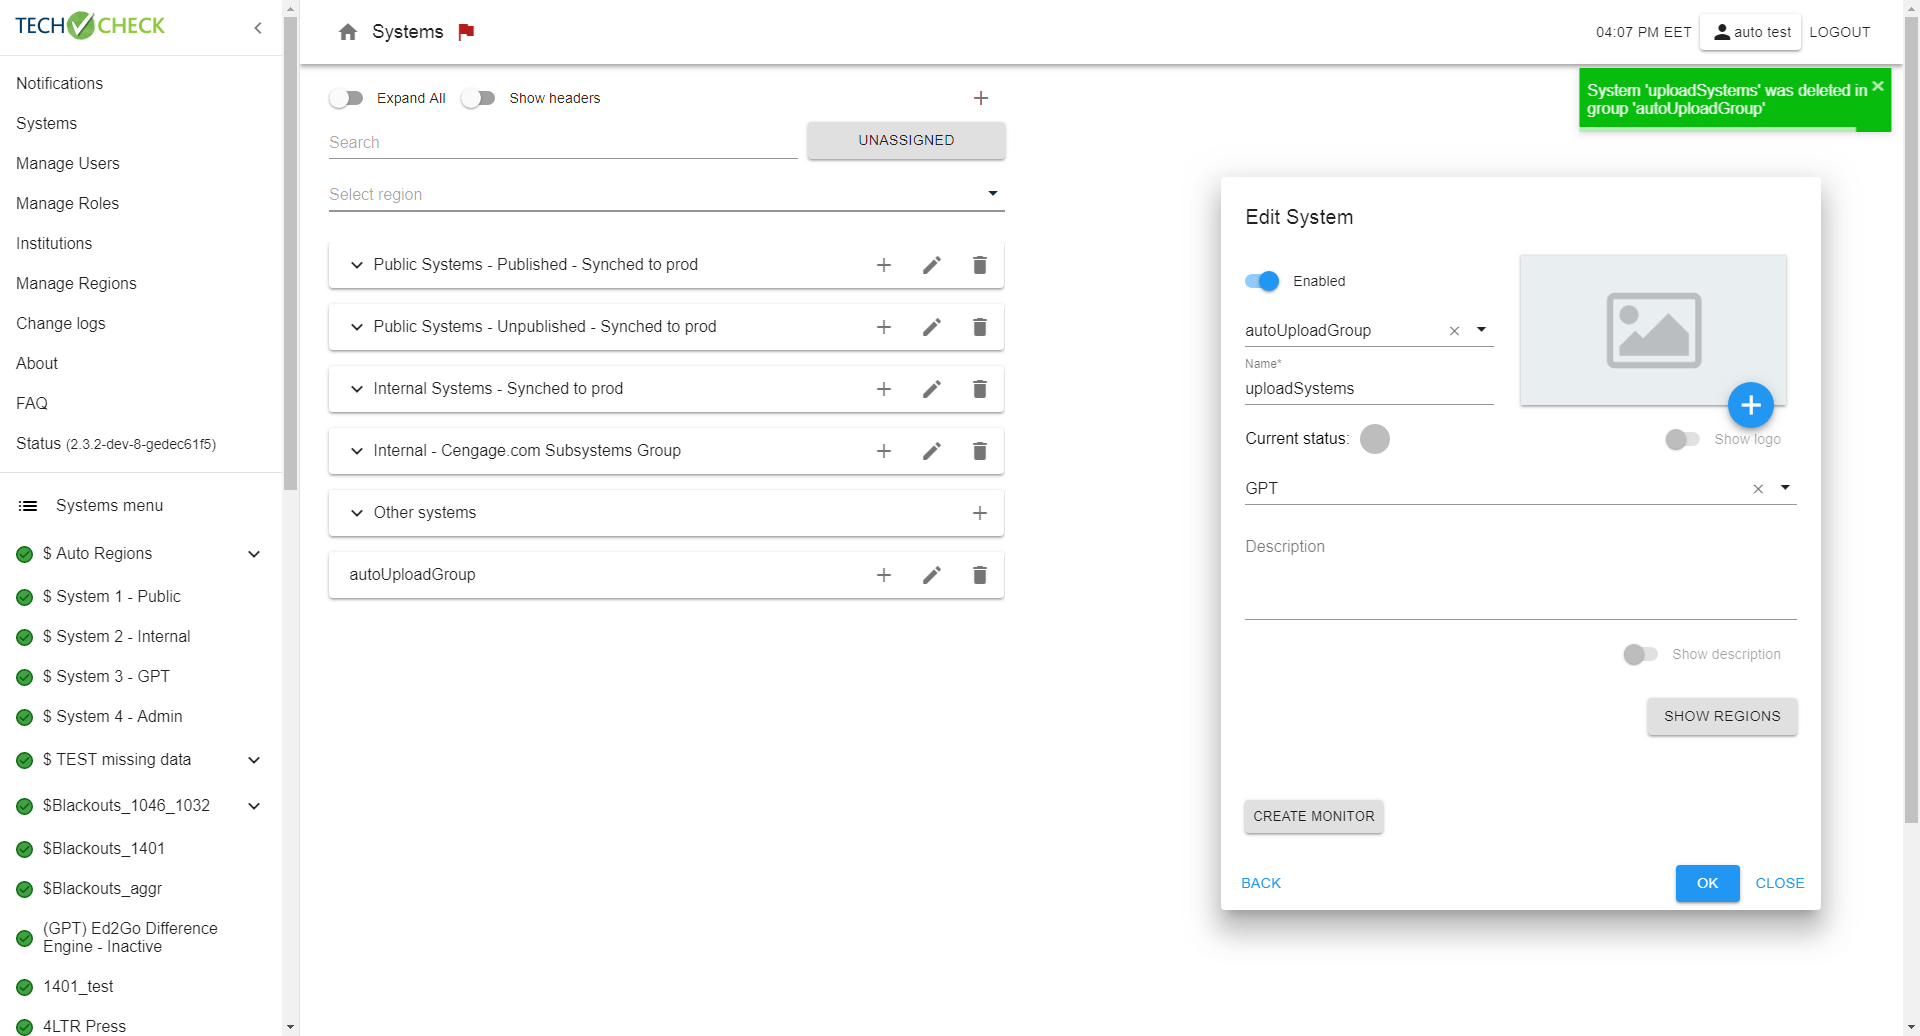 TECH CHECK
Notifications
Systems
Manage Users
Manage Roles
Institutions
Manage Regions
Change logs
About
FAQ
Status (2.3.2-dev-8-gedec61f5)
Systems menu
$ Auto Regions
$ System 1 - Public
$ System 2 - Internal
$ System 3 - GPT
$ System 4 - Admin
$ TEST missing data
$Blackouts_1046_1032
$Blackouts_1401
$Blackouts_aggr
(GPT) Ed2Go Difference
Engine - Inactive
1401_test
4LTR Press
Systems
04:07 PM EET
auto test
LOGOUT
Expand All
Show headers
Search
UNASSIGNED
Select region
Public Systems - Published - Synched to prod
Public Systems - Unpublished - Synched to prod
Internal Systems - Synched to prod
Internal - Cengage.com Subsystems Group
Other systems
autoUploadGroup
System 'uploadSystems' was deleted in
group 'autoUploadGroup'
Edit System
Enabled
autoUploadGroup
Name*
uploadSystems
Current status:
Show logo
GPT
Description
Show description
SHOW REGIONS
CREATE MONITOR
BACK
OK
CLOSE